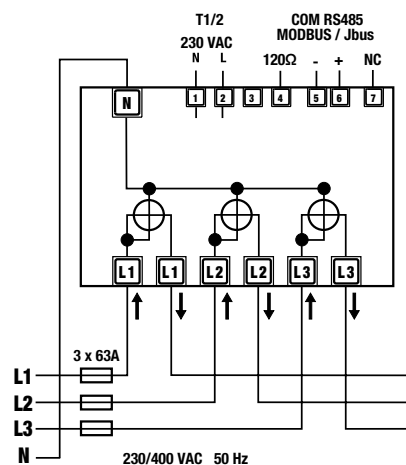 T1/2 COM RS485
MODBUS / Jbus
230 VAC
N L 120Ω - + NC
N 1 2 3 4 5 6 7
L1 L1 L2 L2 L3 L3
3 x 63A
L1
L2
L3
N 230/400 VAC 50 Hz